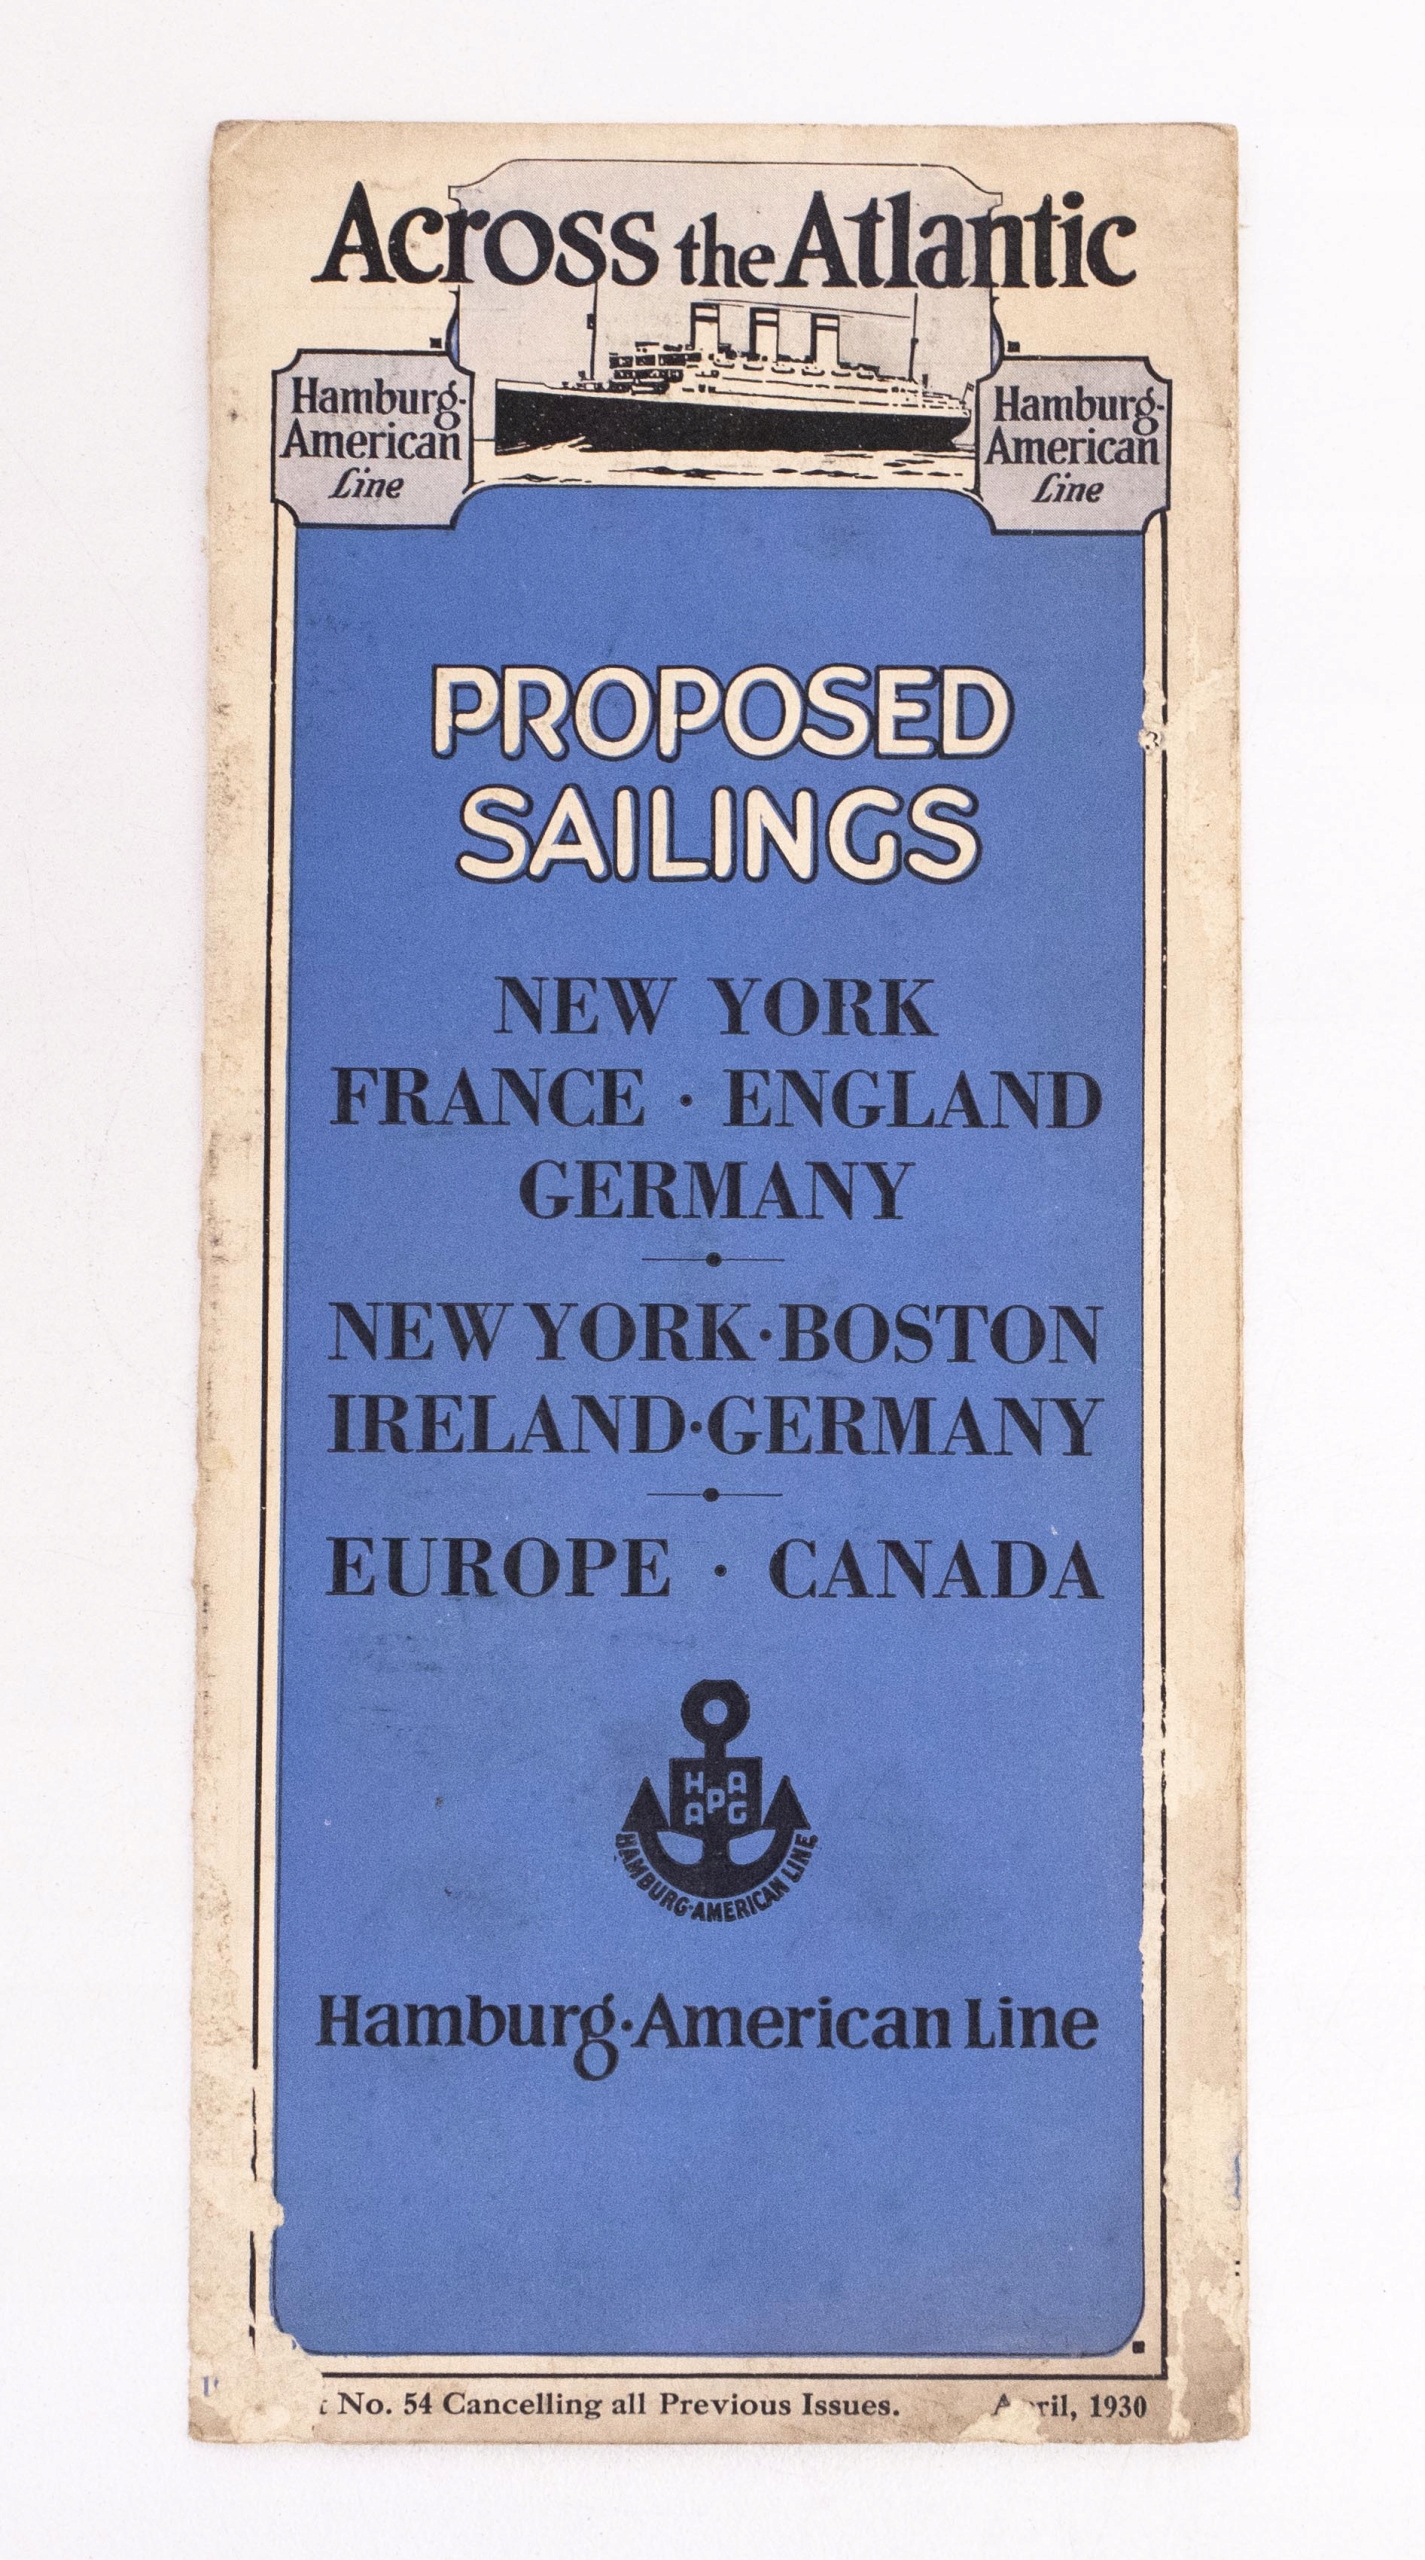 Across the Atlantic
Hamburg-
American
Line
Hamburg-
American
Line
PROPOSED
SAILINGS
NEW YORK
FRANCE · ENGLAND
GERMANY
NEW YORK·BOSTON
IRELAND·GERMANY
EUROPE · CANADA
H A
P
A G
HAMBURG-AMERICAN LINE
Hamburg-American Line
No. 54 Cancelling all Previous Issues. April, 1930